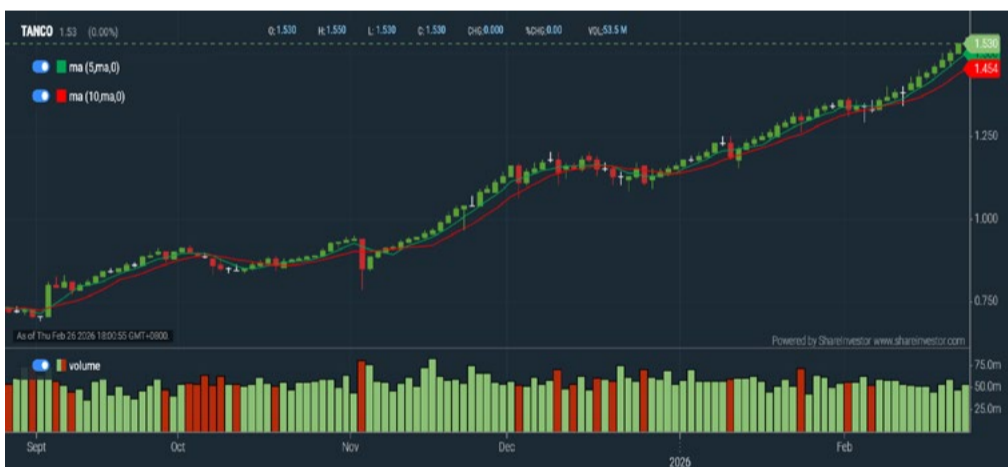 TANCO 1.53 (0.00%) O:1.530 H:1.550 L:1.530 C:1.530 CHG:0.000 %CHG:0.00 VOL:53.5 M
1.530
ma (5,ma,0)
1.454
ma (10,ma,0)
1.250
1.000
0.750
As of Thu Feb 26 2026 18:00:55 GMT+0800.
Powered by ShareInvestor www.shareinvestor.com
volume
75.0m
50.0m
25.0m
Sept Oct Nov Dec Feb
2026